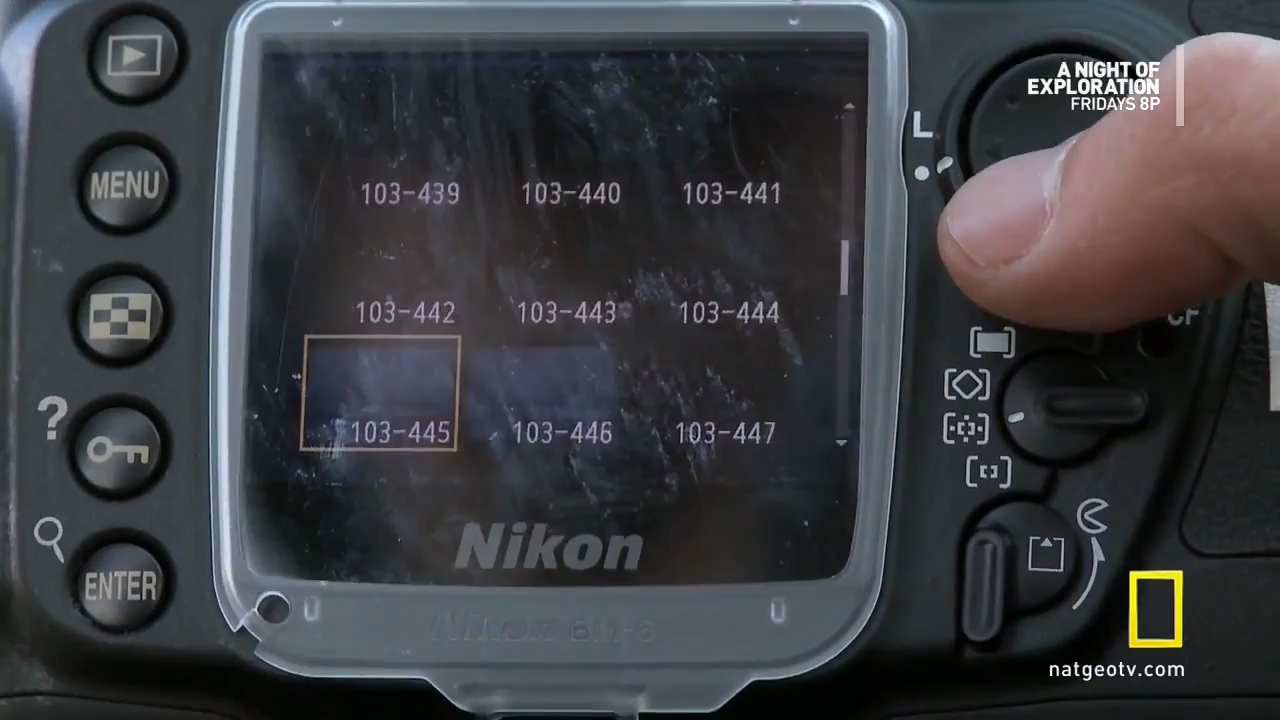 A NIGHT OF
EXPLORATION
FRIDAYS 8P
L
MENU
103-439 103-440 103-441
103-442 103-443 103-444
103-445 103-446 103-447
?
CF
Nikon
ENTER
natgeotv.com